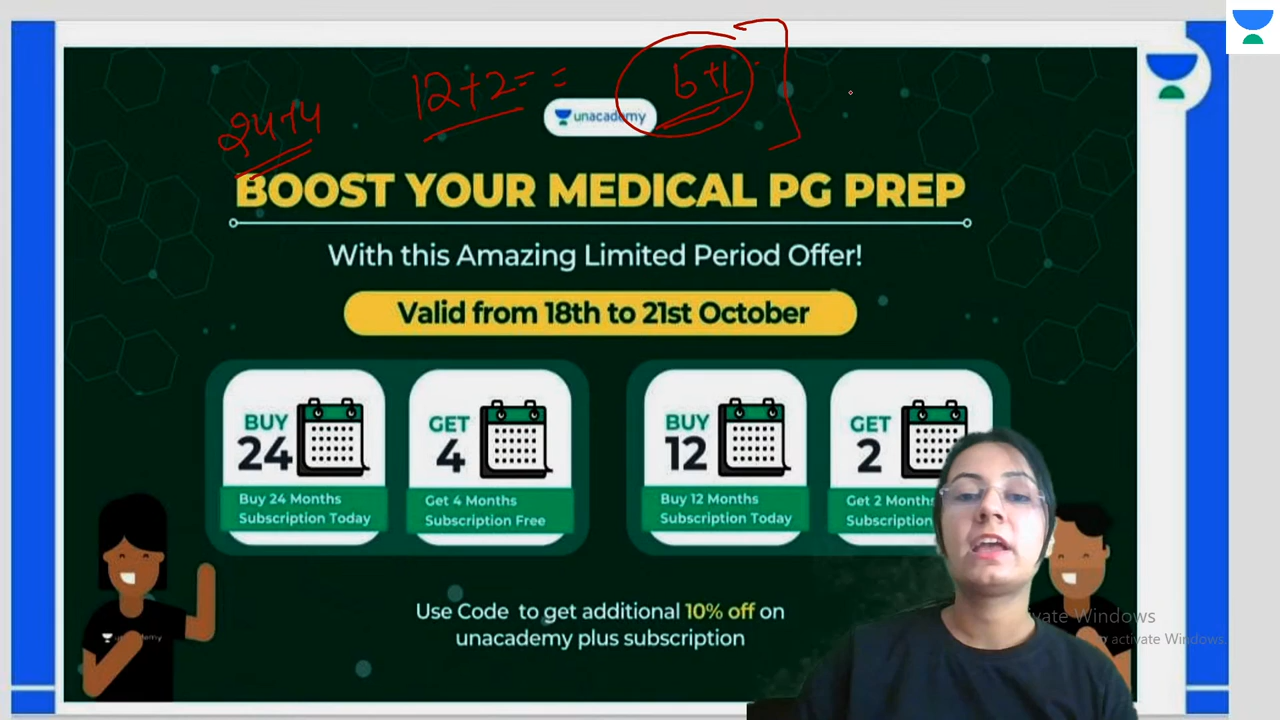 24+4
12+2= =
6+1
unacademy
BOOST YOUR MEDICAL PG PREP
With this Amazing Limited Period Offer!
Valid from 18th to 21st October
BUY
24
GET
4
BUY
12
GET
2
Buy 24 Months
Subscription Today
Get 4 Months
Subscription Free
Buy 12 Months
Subscription Today
Get 2 Months
Subscription
Use Code to get additional 10% off on
unacademy plus subscription
activate Windows.